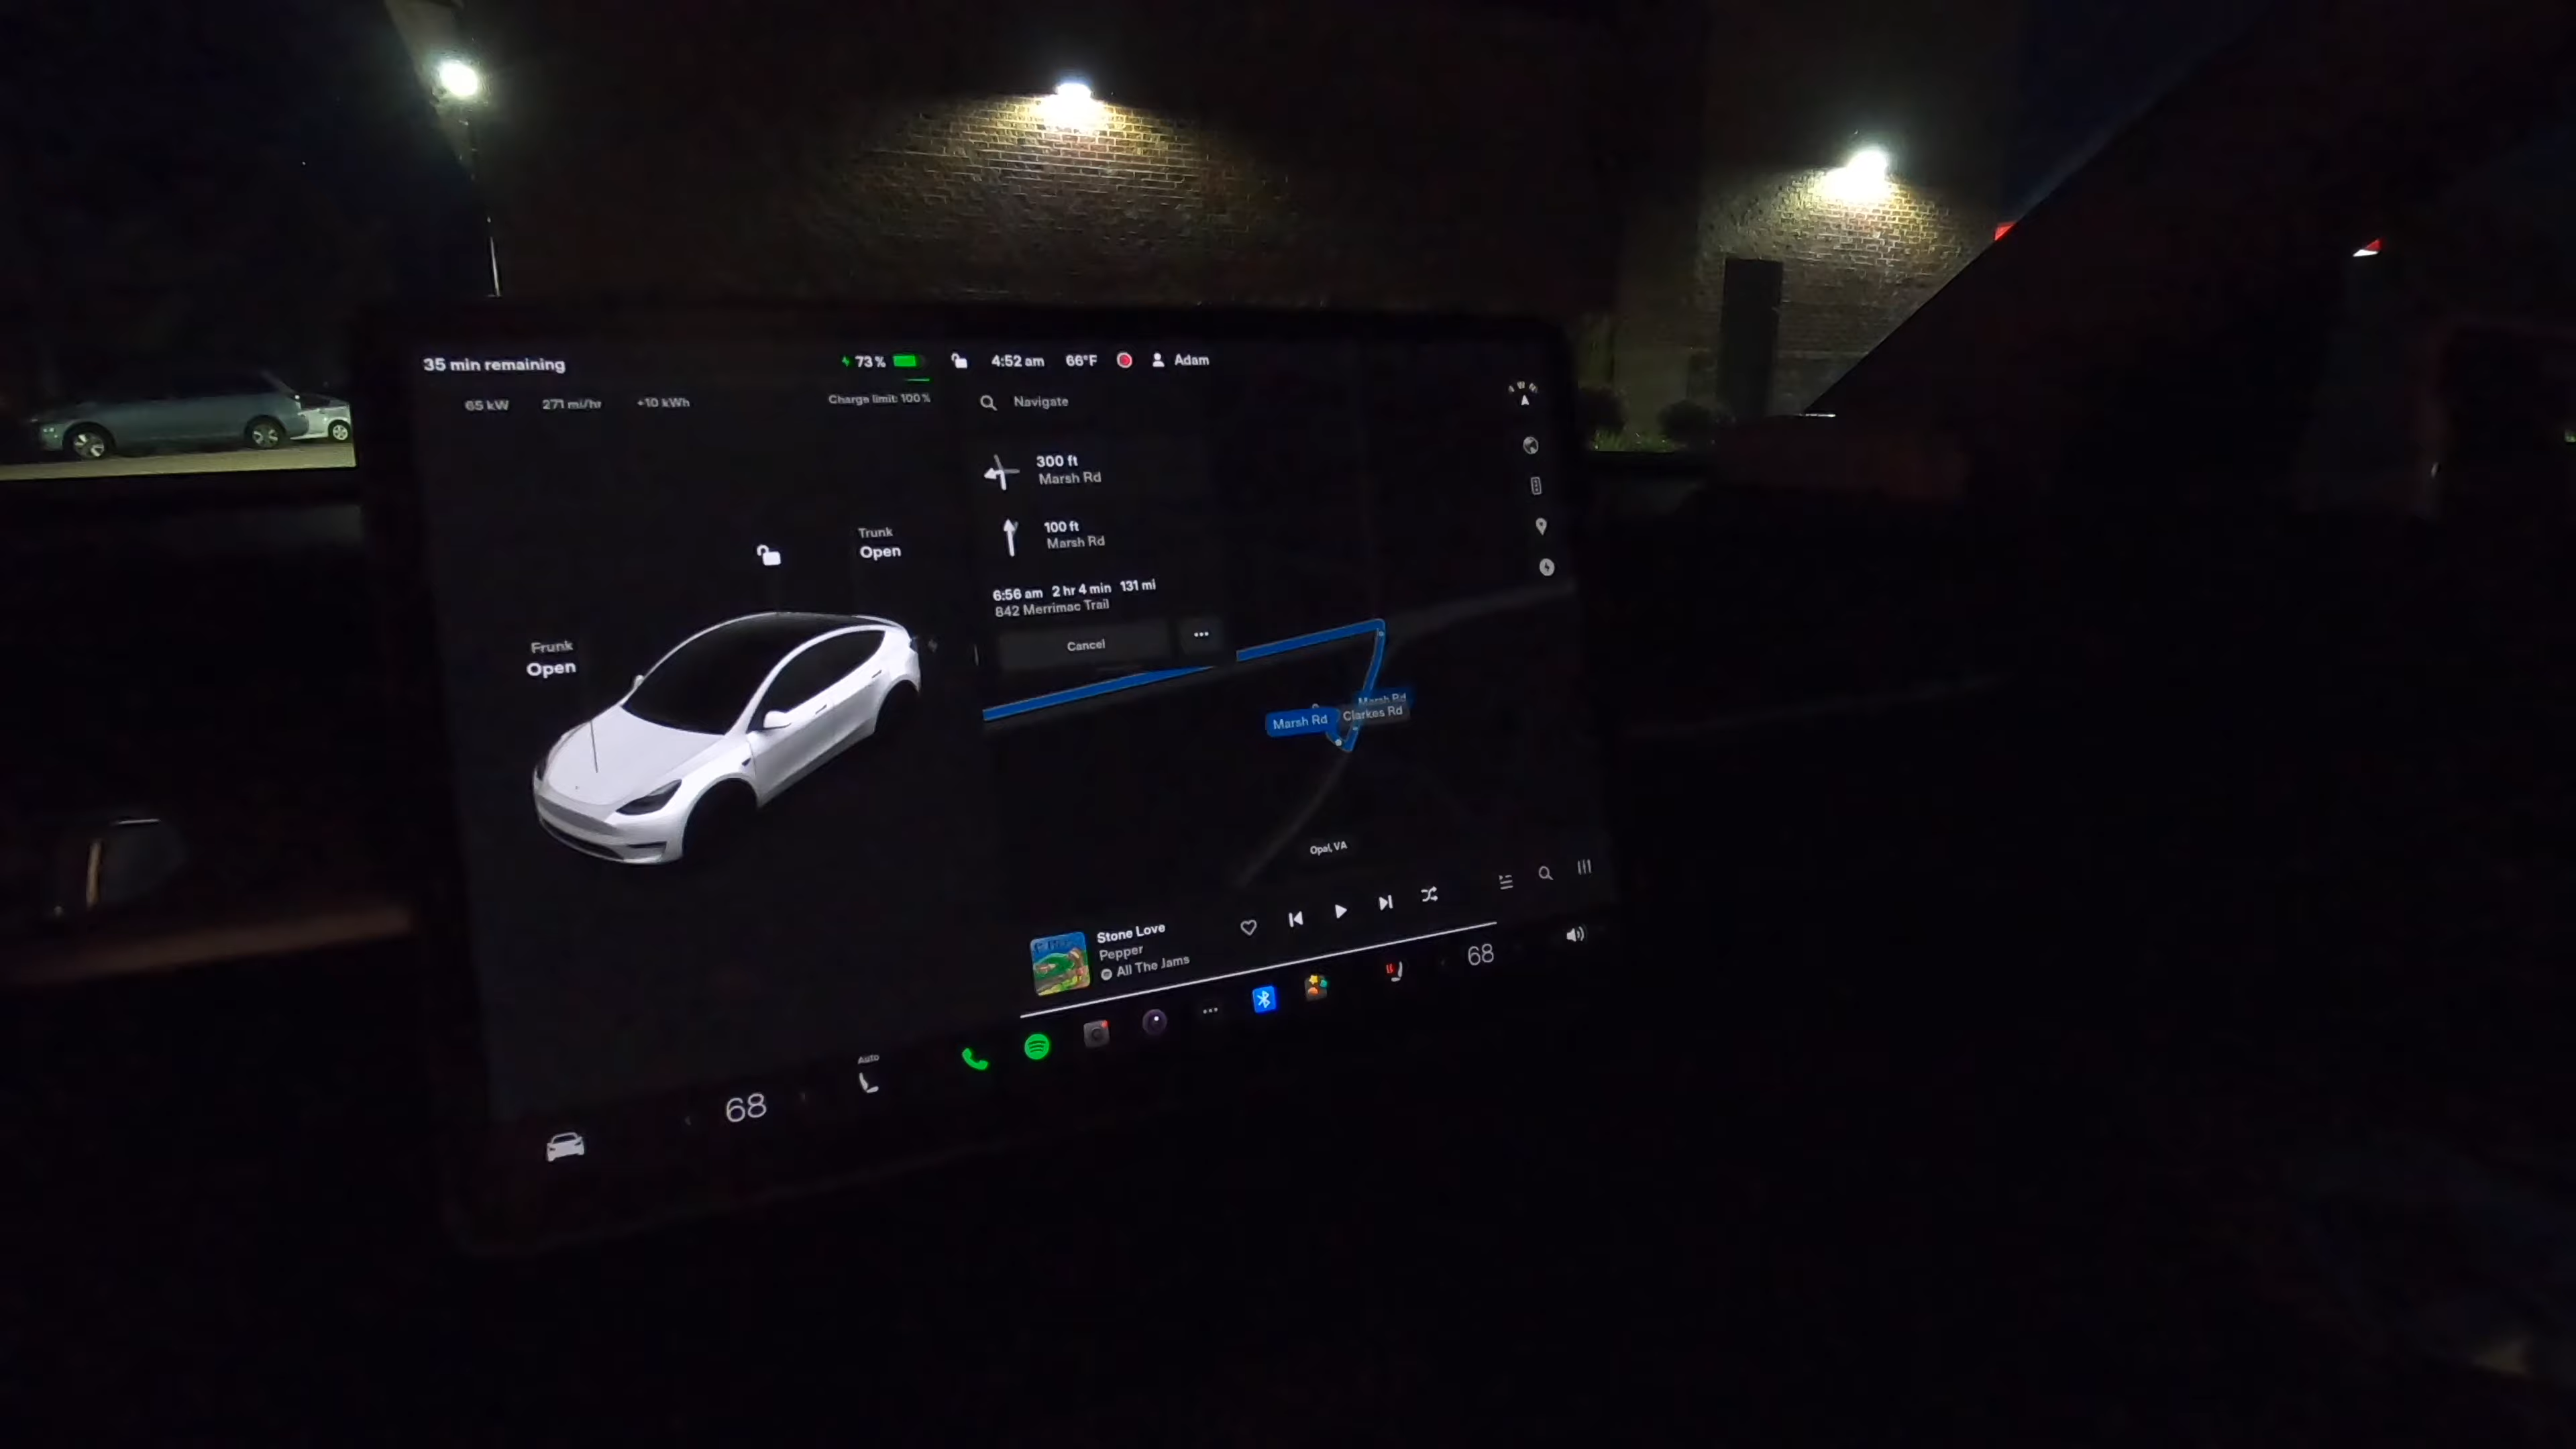 35 min remaining
73%
4:52 am
66°F
Adam
65 kW
271 mi/hr
+10 kWh
Charge limit: 100%
Navigate
300 ft
Marsh Rd
100 ft
Marsh Rd
6:56 am 2 hr 4 min 131 mi
842 Merrimac Trail
Cancel
Trunk
Open
Frunk
Open
Marsh Rd
Marsh Rd
Clarkes Rd
Opal, VA
Stone Love
Pepper
All The Jams
68
Auto
68